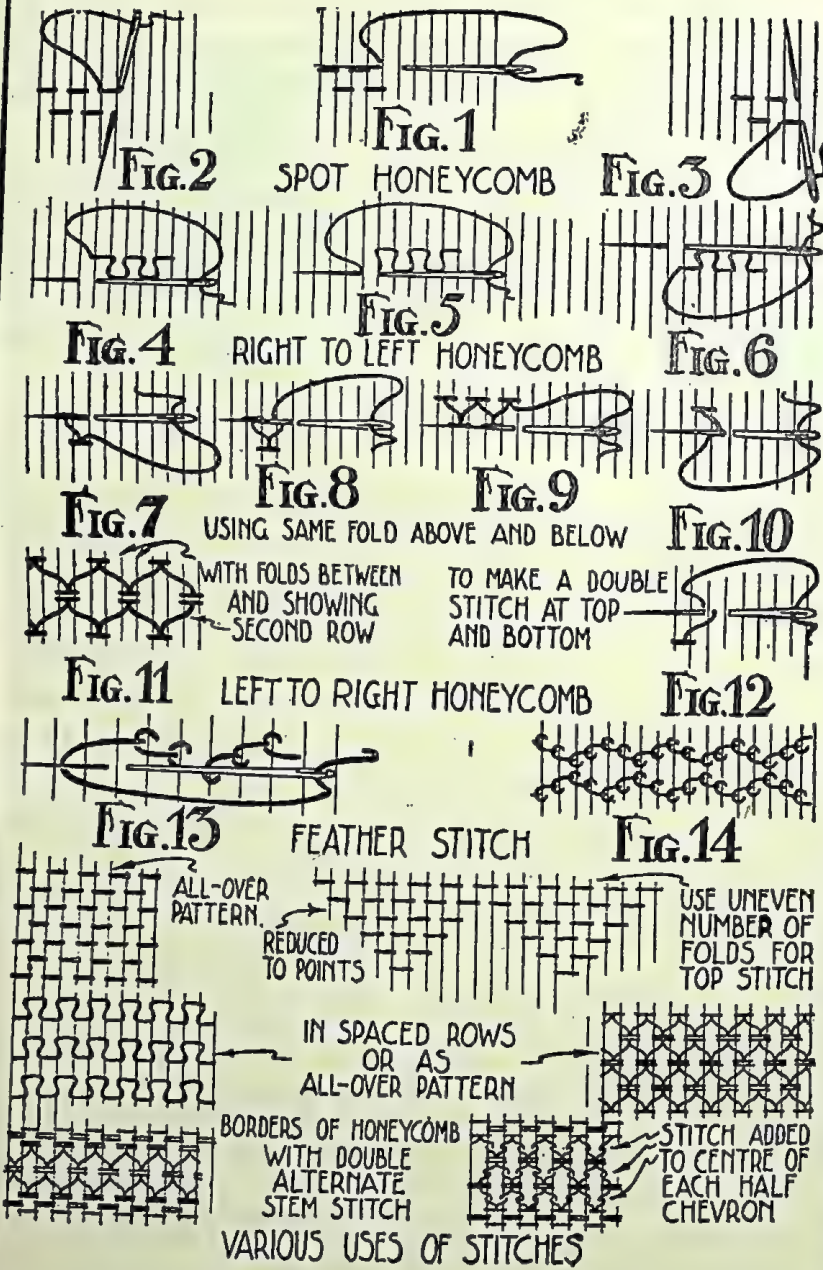 FIG.2
FIG.1
FIG.3
SPOT HONEYCOMB
FIG.4
FIG.5
FIG.6
RIGHT TO LEFT HONEYCOMB
FIG.7
FIG.8
FIG.9
FIG.10
USING SAME FOLD ABOVE AND BELOW
WITH FOLDS BETWEEN
AND SHOWING
SECOND ROW
TO MAKE A DOUBLE
STITCH AT TOP
AND BOTTOM
FIG.11
LEFT TO RIGHT HONEYCOMB
FIG.12
FIG.13
FEATHER STITCH
FIG.14
ALL-OVER
PATTERN.
REDUCED
TO POINTS
USE UNEVEN
NUMBER OF
FOLDS FOR
TOP STITCH
IN SPACED ROWS
OR AS
ALL-OVER PATTERN
BORDERS OF HONEYCOMB
WITH DOUBLE
ALTERNATE
STEM STITCH
STITCH ADDED
TO CENTRE OF
EACH HALF
CHEVRON
VARIOUS USES OF STITCHES